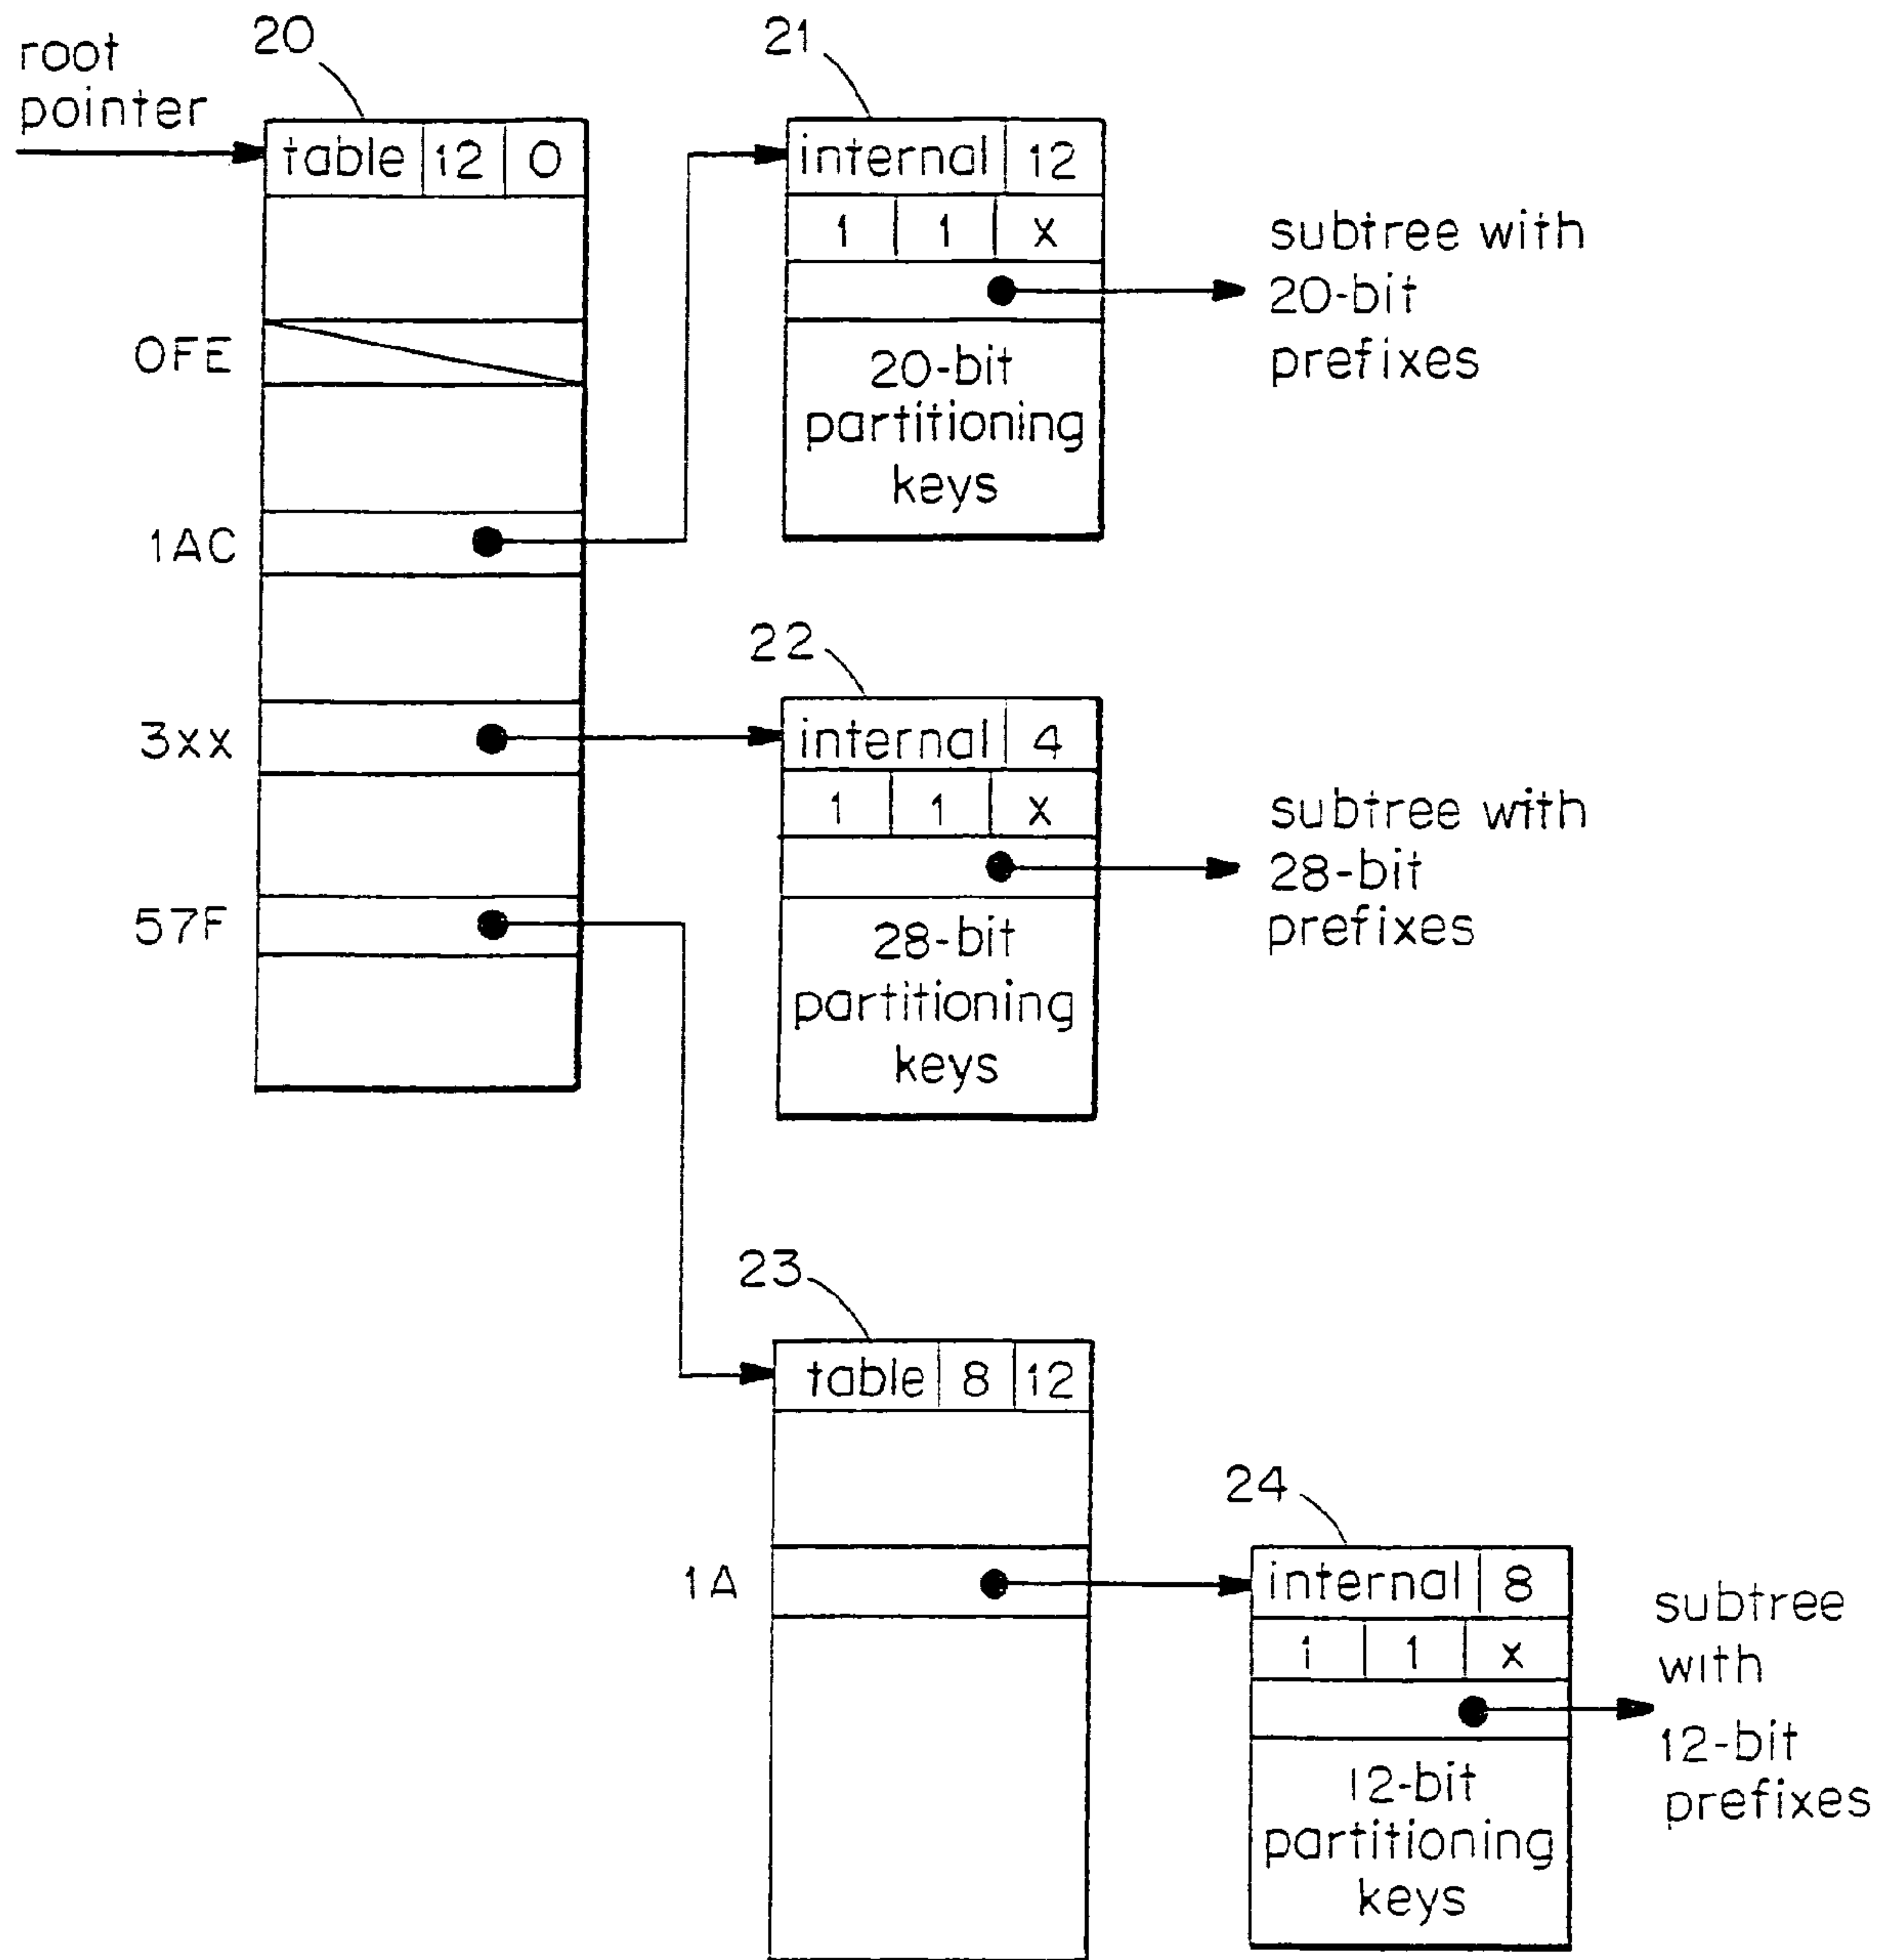 root
pointer
20
table 12 0
0FE
1AC
3xx
57F
21
internal 12
1 1 x
20-bit
partitioning
keys
subtree with
20-bit
prefixes
22
internal 4
1 1 x
28-bit
partitioning
keys
subtree with
28-bit
prefixes
23
table 8 12
1A
24
internal 8
1 1 x
12-bit
partitioning
keys
subtree
with
12-bit
prefixes